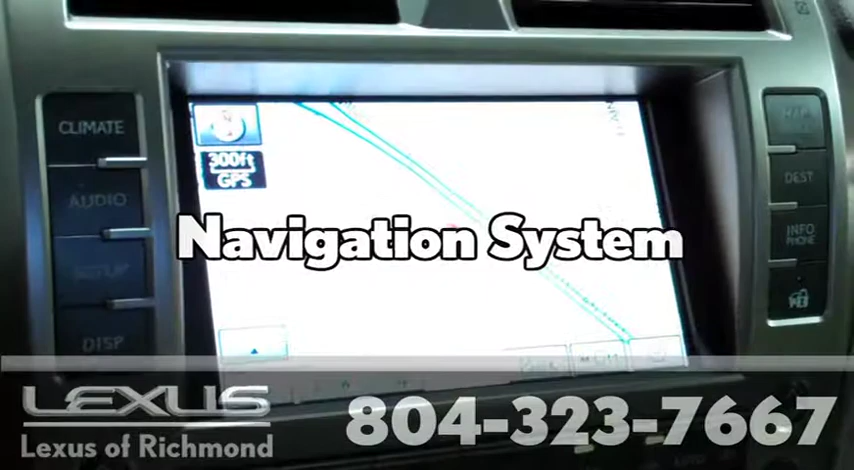 CLIMATE
AUDIO
SETUP
DISP
300ft
GPS
DEST
INFO
PHONE
Navigation System
LEXUS
Lexus of Richmond
804-323-7667